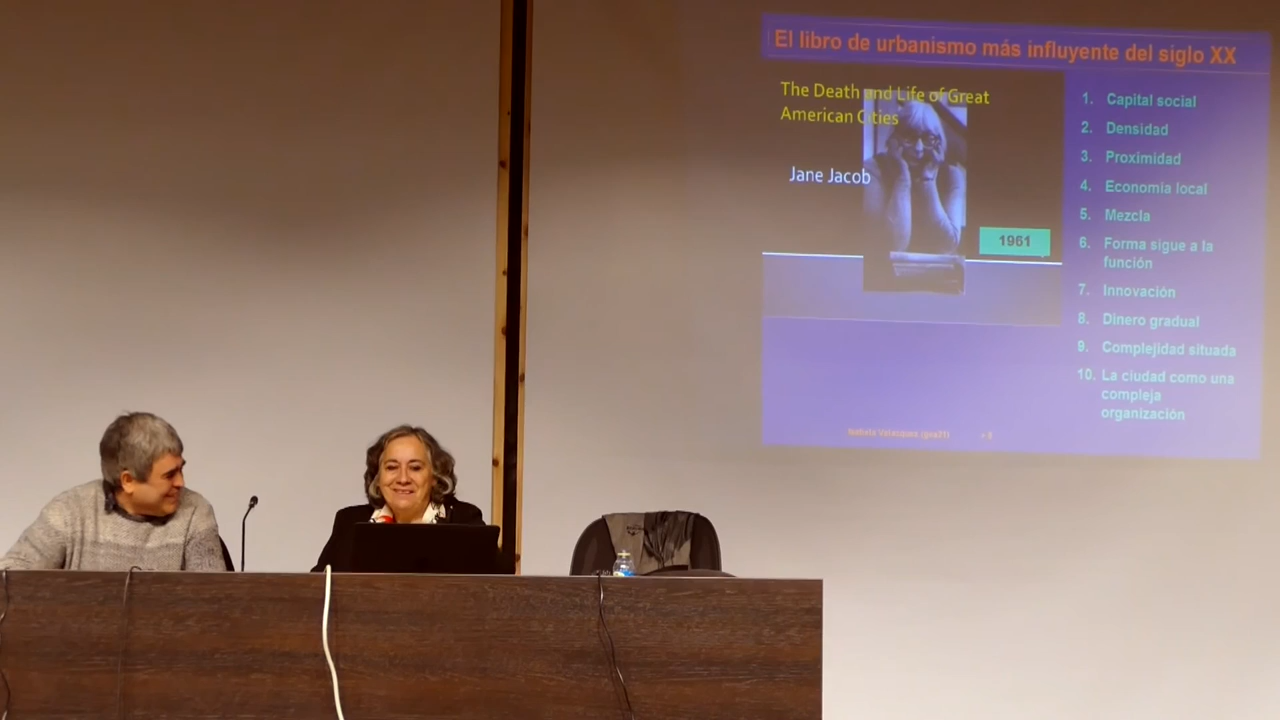 El libro de urbanismo más influyente del siglo XX
The Death and Life of Great
American Cities
Jane Jacob
1961
1. Capital social
2. Densidad
3. Proximidad
4. Economía local
5. Mezcla
6. Forma sigue a la
función
7. Innovación
8. Dinero gradual
9. Complejidad situada
10. La ciudad como una
compleja
organización